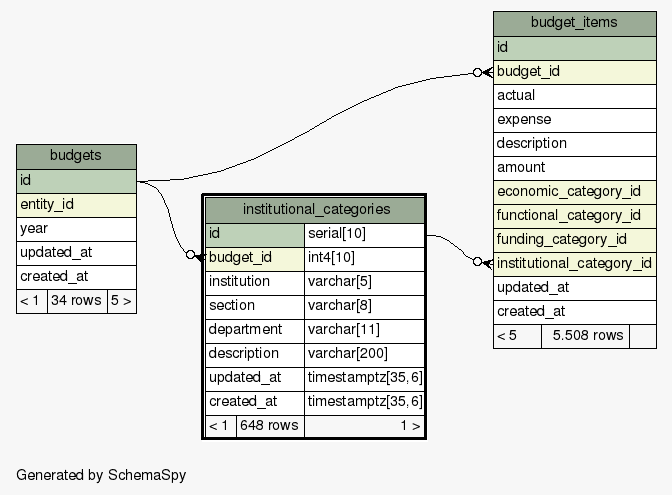 budget_items
id
budget_id
actual
expense
description
amount
economic_category_id
functional_category_id
funding_category_id
institutional_category_id
updated_at
created_at
< 5 5.508 rows
budgets
id
entity_id
year
updated_at
created_at
< 1 34 rows 5 >
institutional_categories
id serial[10]
budget_id int4[10]
institution varchar[5]
section varchar[8]
department varchar[11]
description varchar[200]
updated_at timestamptz[35,6]
created_at timestamptz[35,6]
< 1 648 rows 1 >
Generated by SchemaSpy